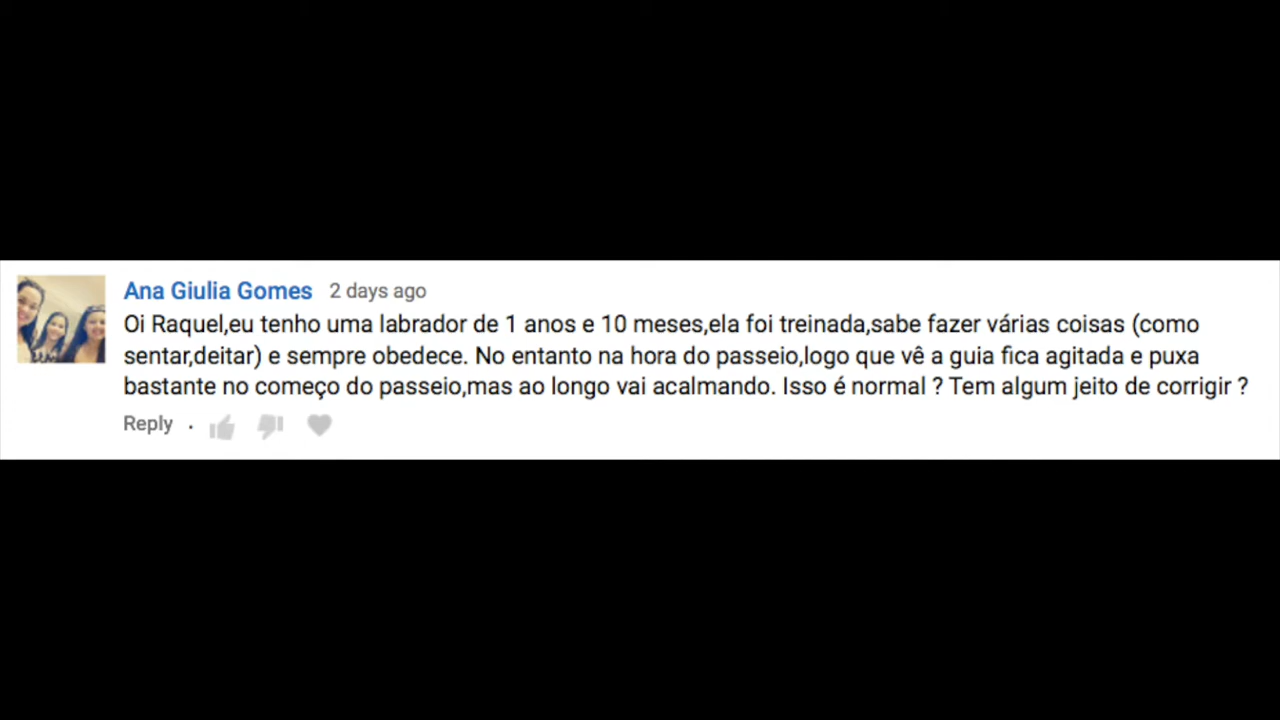 Ana Giulia Gomes 2 days ago
Oi Raquel,eu tenho uma labrador de 1 anos e 10 meses,ela foi treinada,sabe fazer várias coisas (como
sentar,deitar) e sempre obedece. No entanto na hora do passeio,logo que vê a guia fica agitada e puxa
bastante no começo do passeio,mas ao longo vai acalmando. Isso é normal ? Tem algum jeito de corrigir ?
Reply